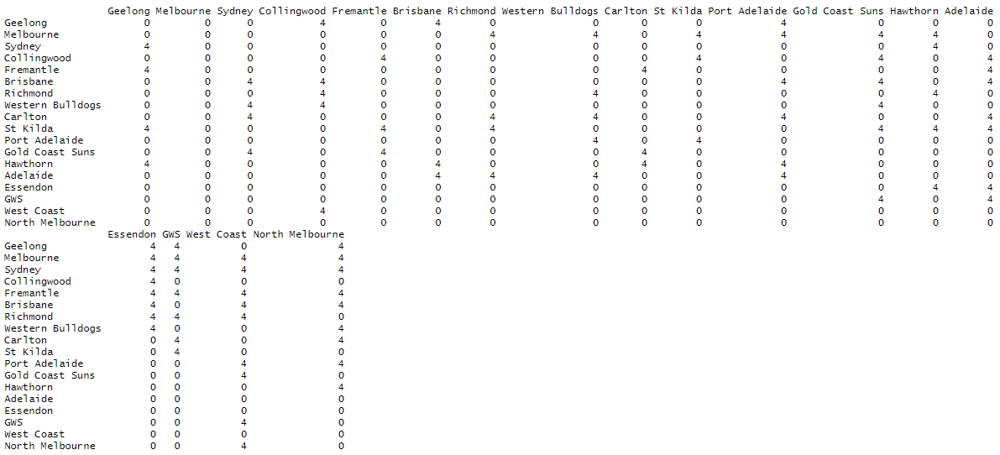 Geelong Melbourne Sydney Collingwood Fremantle Brisbane Richmond Western Bulldogs Carlton St Kilda Port Adelaide Gold Coast Suns Hawthorn Adelaide
Geelong 0 0 0 4 0 4 0 0 0 0 4 0 0 0
Melbourne 0 0 0 0 0 0 4 4 0 4 4 4 4 0
Sydney 4 0 0 0 0 0 0 0 0 0 0 0 4 0
Collingwood 0 0 0 0 4 0 0 0 0 4 0 4 0 4
Fremantle 4 0 0 0 0 0 0 0 4 0 0 0 0 4
Brisbane 0 0 4 4 0 0 0 0 0 0 4 4 0 4
Richmond 0 0 0 4 0 0 0 4 0 0 0 0 4 0
Western Bulldogs 0 0 4 4 0 0 0 0 0 0 0 4 0 0
Carlton 0 0 4 0 0 0 4 4 0 0 4 0 0 4
St Kilda 4 0 0 0 4 0 4 0 0 0 0 4 4 4
Port Adelaide 0 0 0 0 0 0 0 4 0 4 0 0 0 0
Gold Coast Suns 0 0 4 0 4 0 0 0 4 0 0 0 0 0
Hawthorn 4 0 0 0 0 4 0 0 4 0 4 0 0 0
Adelaide 0 0 0 0 0 4 4 4 0 0 4 0 0 0
Essendon 0 0 0 0 0 0 0 0 0 0 0 0 4 4
GWS 0 0 0 0 0 0 0 0 0 0 0 4 0 4
West Coast 0 0 0 4 0 0 0 0 0 0 0 0 0 0
North Melbourne 0 0 0 0 0 0 0 0 0 0 0 0 0 0
Essendon GWS West Coast North Melbourne
Geelong 4 4 0 4
Melbourne 4 4 4 4
Sydney 4 4 4 4
Collingwood 4 0 0 0
Fremantle 4 4 4 4
Brisbane 4 0 4 4
Richmond 4 4 4 0
Western Bulldogs 4 0 0 4
Carlton 0 4 0 4
St Kilda 0 4 0 0
Port Adelaide 0 0 4 4
Gold Coast Suns 0 0 4 0
Hawthorn 0 0 0 4
Adelaide 0 0 0 0
Essendon 0 0 0 0
GWS 0 0 4 0
West Coast 0 0 0 0
North Melbourne 0 0 4 0